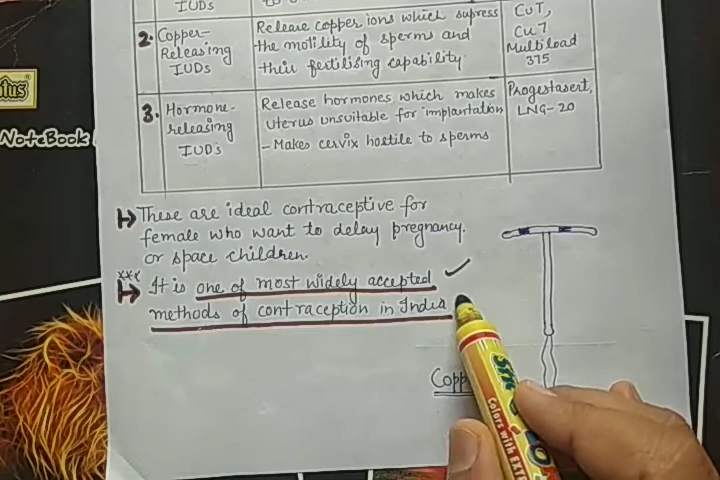 IUDs
2. Copper-
Releasing
IUDs
Release copper ions which supress
the motility of sperms and
their fertilising capability
CuT,
Cu7
Multiload
375
3. Hormone-
releasing
IUDs
Release hormones which makes
uterus unsuitable for implantation
- Makes cervix hostile to sperms
Progestasert,
LNG-20
These are ideal contraceptive for
female who want to delay pregnancy.
or space children.
*** It is one of most widely accepted
methods of contraception in India
Copp
NoteBook
Colors with EXT